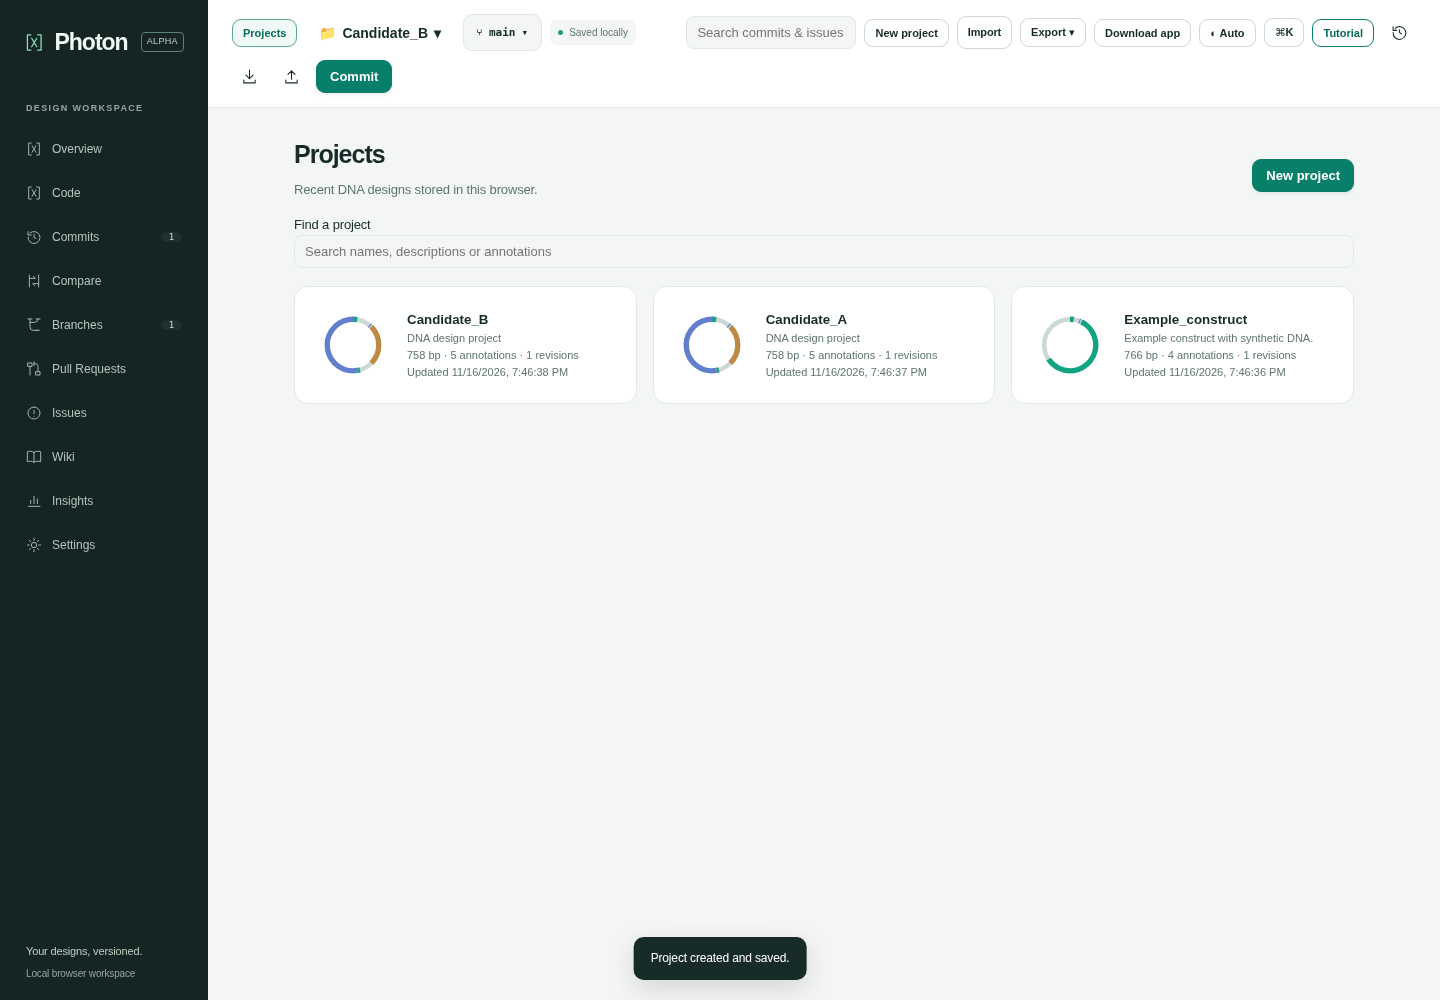 Photon ALPHA
DESIGN WORKSPACE
Overview
Code
Commits 1
Compare
Branches 1
Pull Requests
Issues
Wiki
Insights
Settings
Your designs, versioned.
Local browser workspace
Projects Candidate_B ▾ main ▾ Saved locally Search commits & issues New project Import Export ▾ Download app Auto ⌘K Tutorial
Commit
Projects
Recent DNA designs stored in this browser.
New project
Find a project
Search names, descriptions or annotations
Candidate_B
DNA design project
758 bp · 5 annotations · 1 revisions
Updated 11/16/2026, 7:46:38 PM
Candidate_A
DNA design project
758 bp · 5 annotations · 1 revisions
Updated 11/16/2026, 7:46:37 PM
Example_construct
Example construct with synthetic DNA.
766 bp · 4 annotations · 1 revisions
Updated 11/16/2026, 7:46:36 PM
Project created and saved.